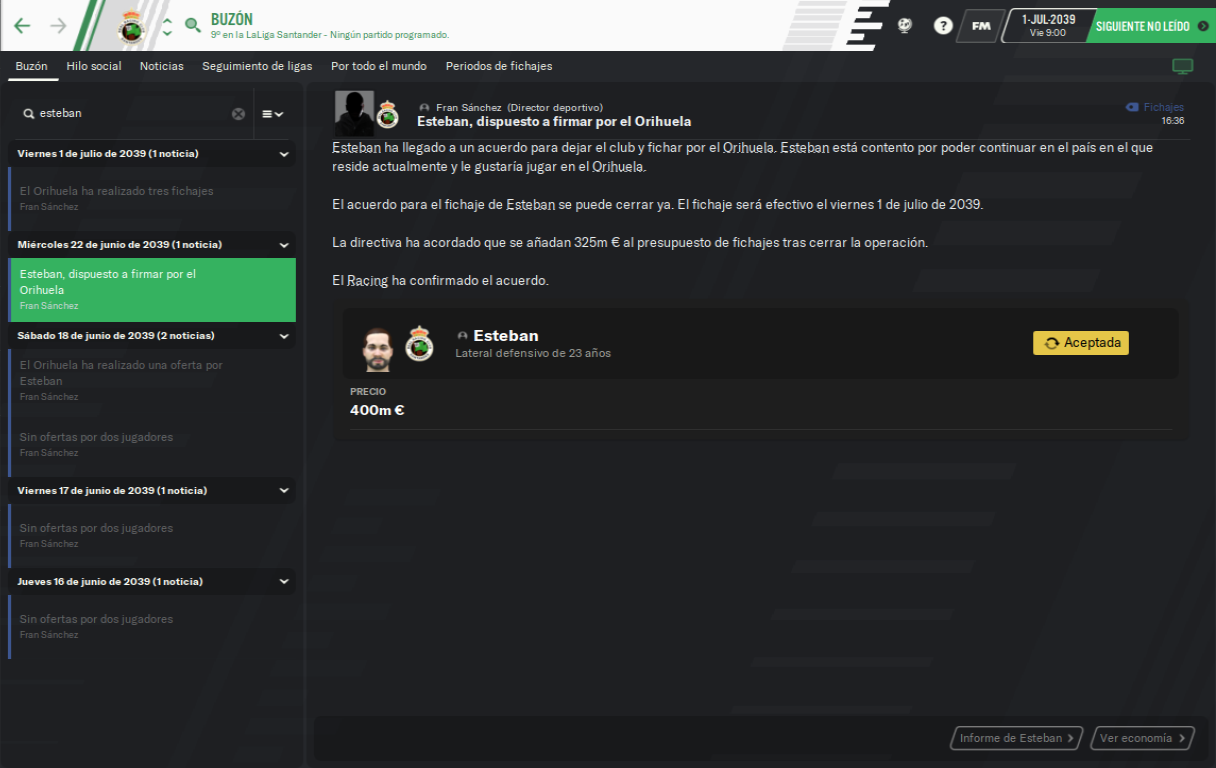 BUZÓN
9º en la LaLiga Santander - Ningún partido programado.
?
FM
1-JUL-2039
Vie 9:00
SIGUIENTE NO LEÍDO
Buzón
Hilo social
Noticias
Seguimiento de ligas
Por todo el mundo
Periodos de fichajes
esteban
Viernes 1 de julio de 2039 (1 noticia)
El Orihuela ha realizado tres fichajes
Fran Sánchez
Miércoles 22 de junio de 2039 (1 noticia)
Esteban, dispuesto a firmar por el
Orihuela
Fran Sánchez
Sábado 18 de junio de 2039 (2 noticias)
El Orihuela ha realizado una oferta por
Esteban
Fran Sánchez
Sin ofertas por dos jugadores
Fran Sánchez
Viernes 17 de junio de 2039 (1 noticia)
Sin ofertas por dos jugadores
Fran Sánchez
Jueves 16 de junio de 2039 (1 noticia)
Sin ofertas por dos jugadores
Fran Sánchez
Fran Sánchez (Director deportivo)
Esteban, dispuesto a firmar por el Orihuela
Fichajes
16:36
Esteban ha llegado a un acuerdo para dejar el club y fichar por el Orihuela. Esteban está contento por poder continuar en el país en el que
reside actualmente y le gustaría jugar en el Orihuela.
El acuerdo para el fichaje de Esteban se puede cerrar ya. El fichaje será efectivo el viernes 1 de julio de 2039.
La directiva ha acordado que se añadan 325m € al presupuesto de fichajes tras cerrar la operación.
El Racing ha confirmado el acuerdo.
Esteban
Lateral defensivo de 23 años
Aceptada
PRECIO
400m €
Informe de Esteban
Ver economía